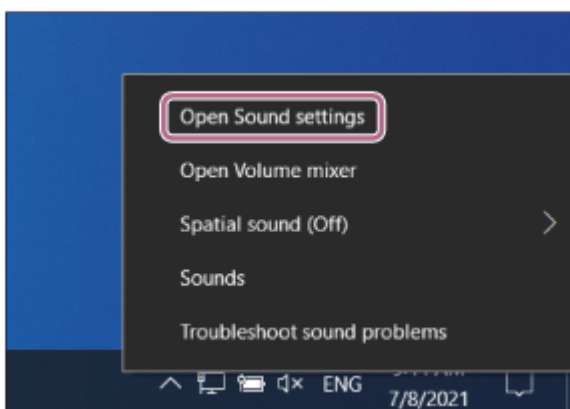 Open Sound settings
Open Volume mixer
Spatial sound (Off)
Sounds
Troubleshoot sound problems
ENG
7/8/2021